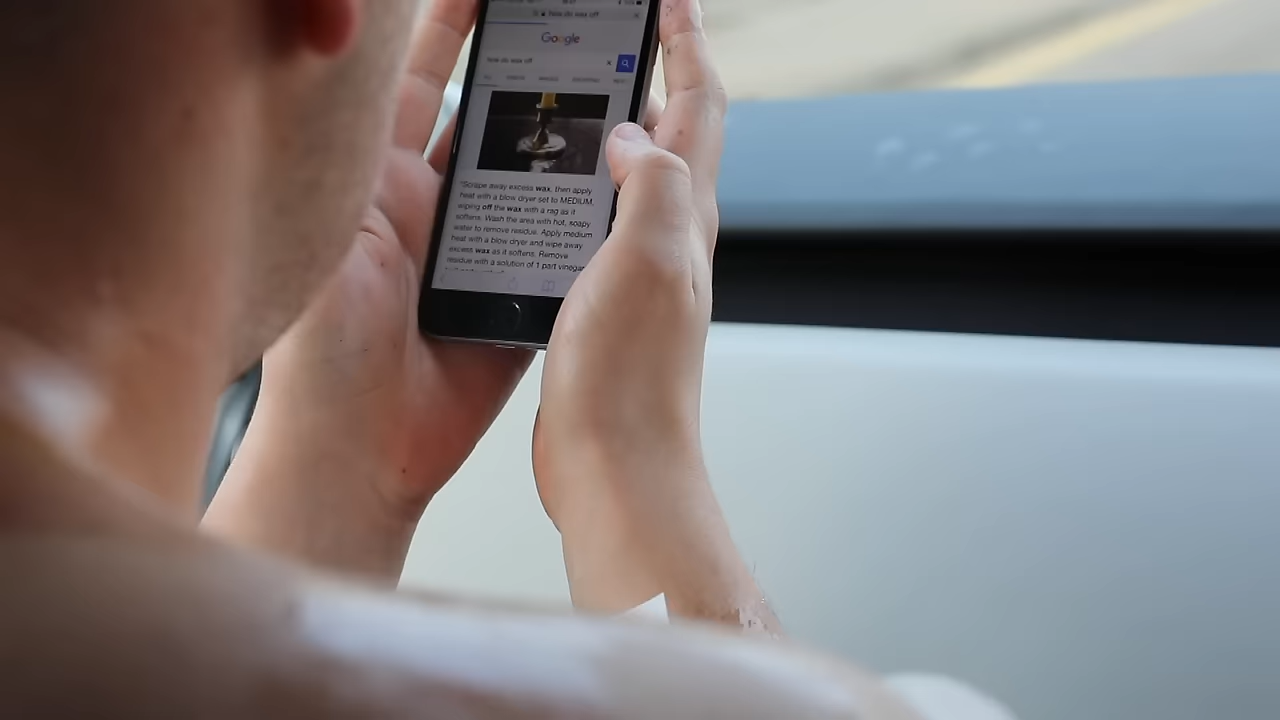 how do wax off
Google
how do wax off
"Scrape away excess wax, then apply
heat with a blow dryer set to MEDIUM,
wiping off the wax with a rag as it
softens. Wash the area with hot, soapy
water to remove residue. Apply medium
heat with a blow dryer and wipe away
excess wax as it softens. Remove
residue with a solution of 1 part vinegar